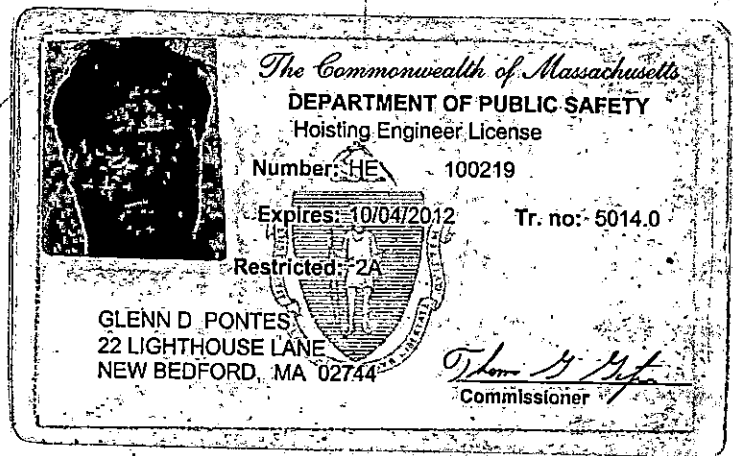 The Commonwealth of Massachusetts
DEPARTMENT OF PUBLIC SAFETY
Hoisting Engineer License
Number: HE 100219
Expires: 10/04/2012 Tr. no: 5014.0
Restricted: 2A
GLENN D PONTES
22 LIGHTHOUSE LANE
NEW BEDFORD, MA 02744
Commissioner